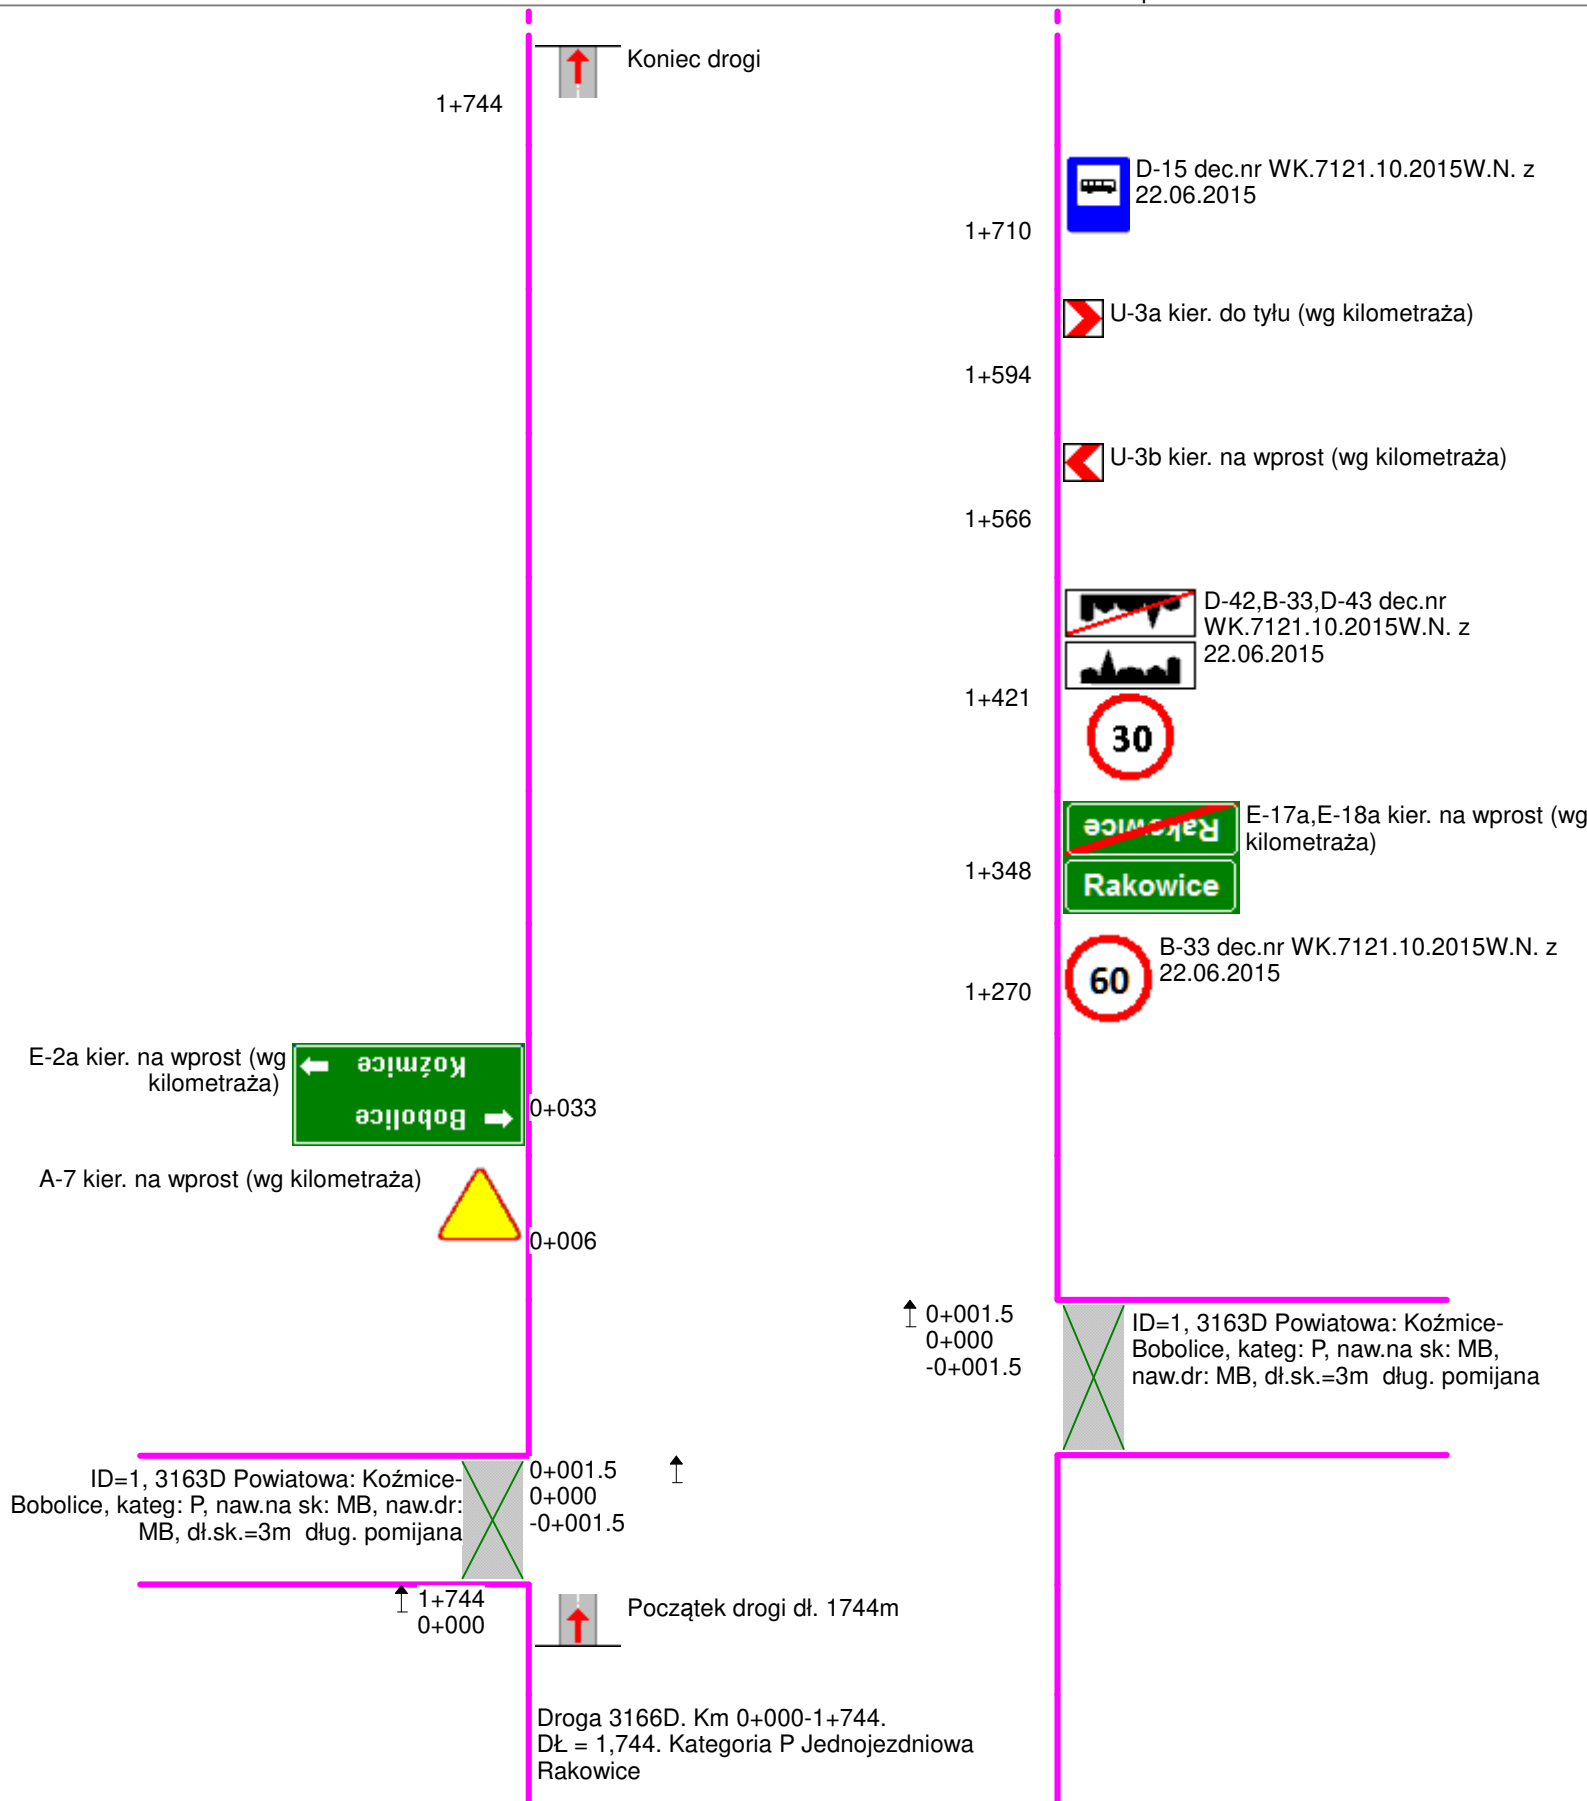 Koniec drogi
1+744
D-15 dec.nr WK.7121.10.2015W.N. z
22.06.2015
1+710
U-3a kier. do tyłu (wg kilometraża)
1+594
U-3b kier. na wprost (wg kilometraża)
1+566
D-42,B-33,D-43 dec.nr
WK.7121.10.2015W.N. z
22.06.2015
1+421
30
E-17a,E-18a kier. na wprost (wg
kilometraża)
Rakowice
1+348
Rakowice
B-33 dec.nr WK.7121.10.2015W.N. z
22.06.2015
1+270
60
E-2a kier. na wprost (wg
kilometraża)
Koźmice
Bobolice
0+033
A-7 kier. na wprost (wg kilometraża)
0+006
0+001.5
0+000
-0+001.5
ID=1, 3163D Powiatowa: Koźmice-
Bobolice, kateg: P, naw.na sk: MB,
naw.dr: MB, dł.sk.=3m  dług. pomijana
ID=1, 3163D Powiatowa: Koźmice-
Bobolice, kateg: P, naw.na sk: MB, naw.dr:
MB, dł.sk.=3m  dług. pomijana
0+001.5
0+000
-0+001.5
1+744
0+000
Początek drogi dł. 1744m
Droga 3166D. Km 0+000-1+744.
DŁ = 1,744. Kategoria P Jednojezdniowa
Rakowice